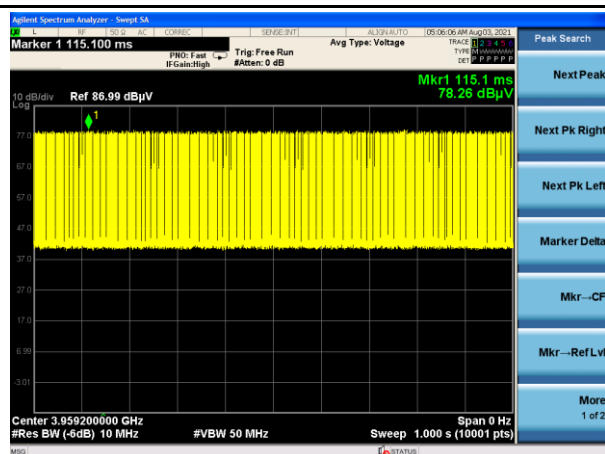 Agilent Spectrum Analyzer - Swept SA
L RF 50 Ω AC CORREC SENSE:INT ALIGNAUTO 05:06:06 AM Aug 03, 2021
Marker 1 115.100 ms
PNO: Fast
IFGain:High
Trig: Free Run
#Atten: 0 dB
Avg Type: Voltage
TRACE 1 2 3 4 5 6
TYPE M
DET P P P P P P
Peak Search
Mkr1 115.1 ms
78.26 dBµV
10 dB/div Ref 86.99 dBµV
Log
1
77.0
67.0
57.0
47.0
37.0
27.0
17.0
6.99
-3.01
Center 3.959200000 GHz Span 0 Hz
#Res BW (-6dB) 10 MHz #VBW 50 MHz Sweep 1.000 s (10001 pts)
MSG STATUS
Next Peak
Next Pk Right
Next Pk Left
Marker Delta
Mkr→CF
Mkr→Ref Lvl
More
1 of 2